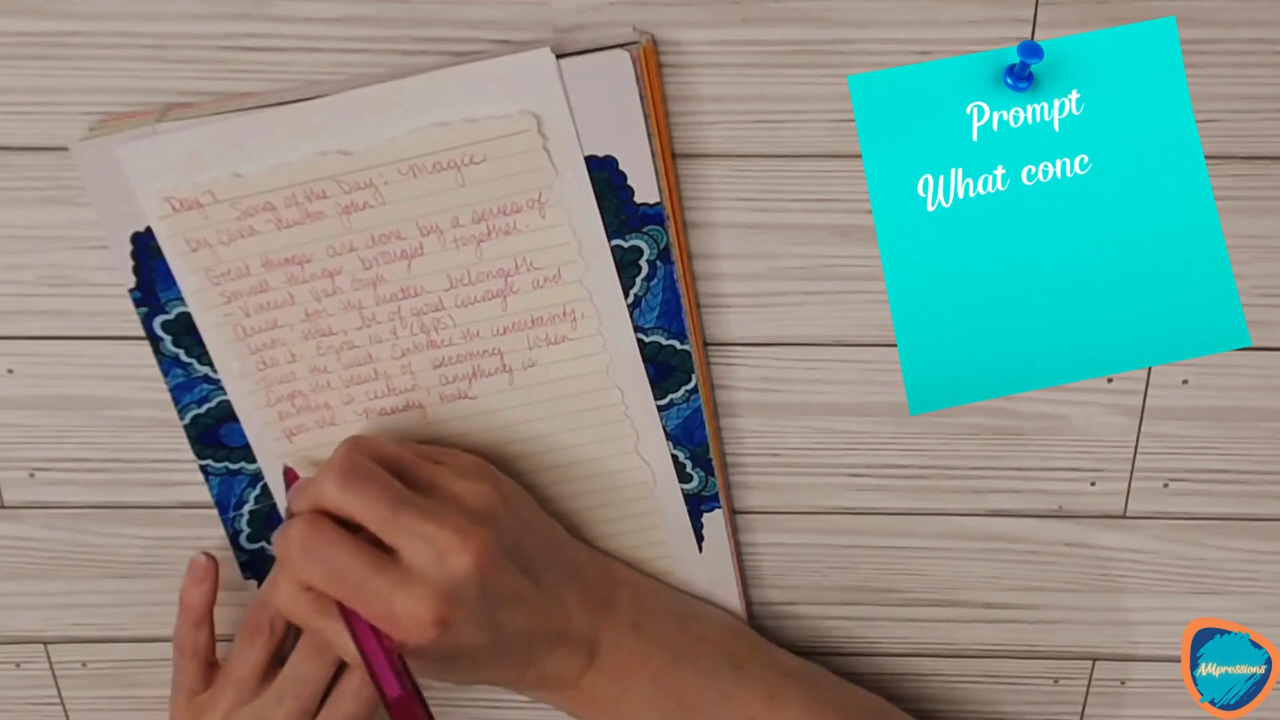 Day 7 Song of the Day - Magic
by Olivia Newton John
Great things are done by a series of
small things brought together.
- Vincent Van Gogh
Arise, for the matter belongeth
unto thee, be of good courage and
do it. Ezra 10:4
Trust the wait. Embrace the uncertainty.
Enjoy the beauty of becoming. When
nothing is certain, anything is
possible. Mandy Hale
Prompt
What conc
AMpressions